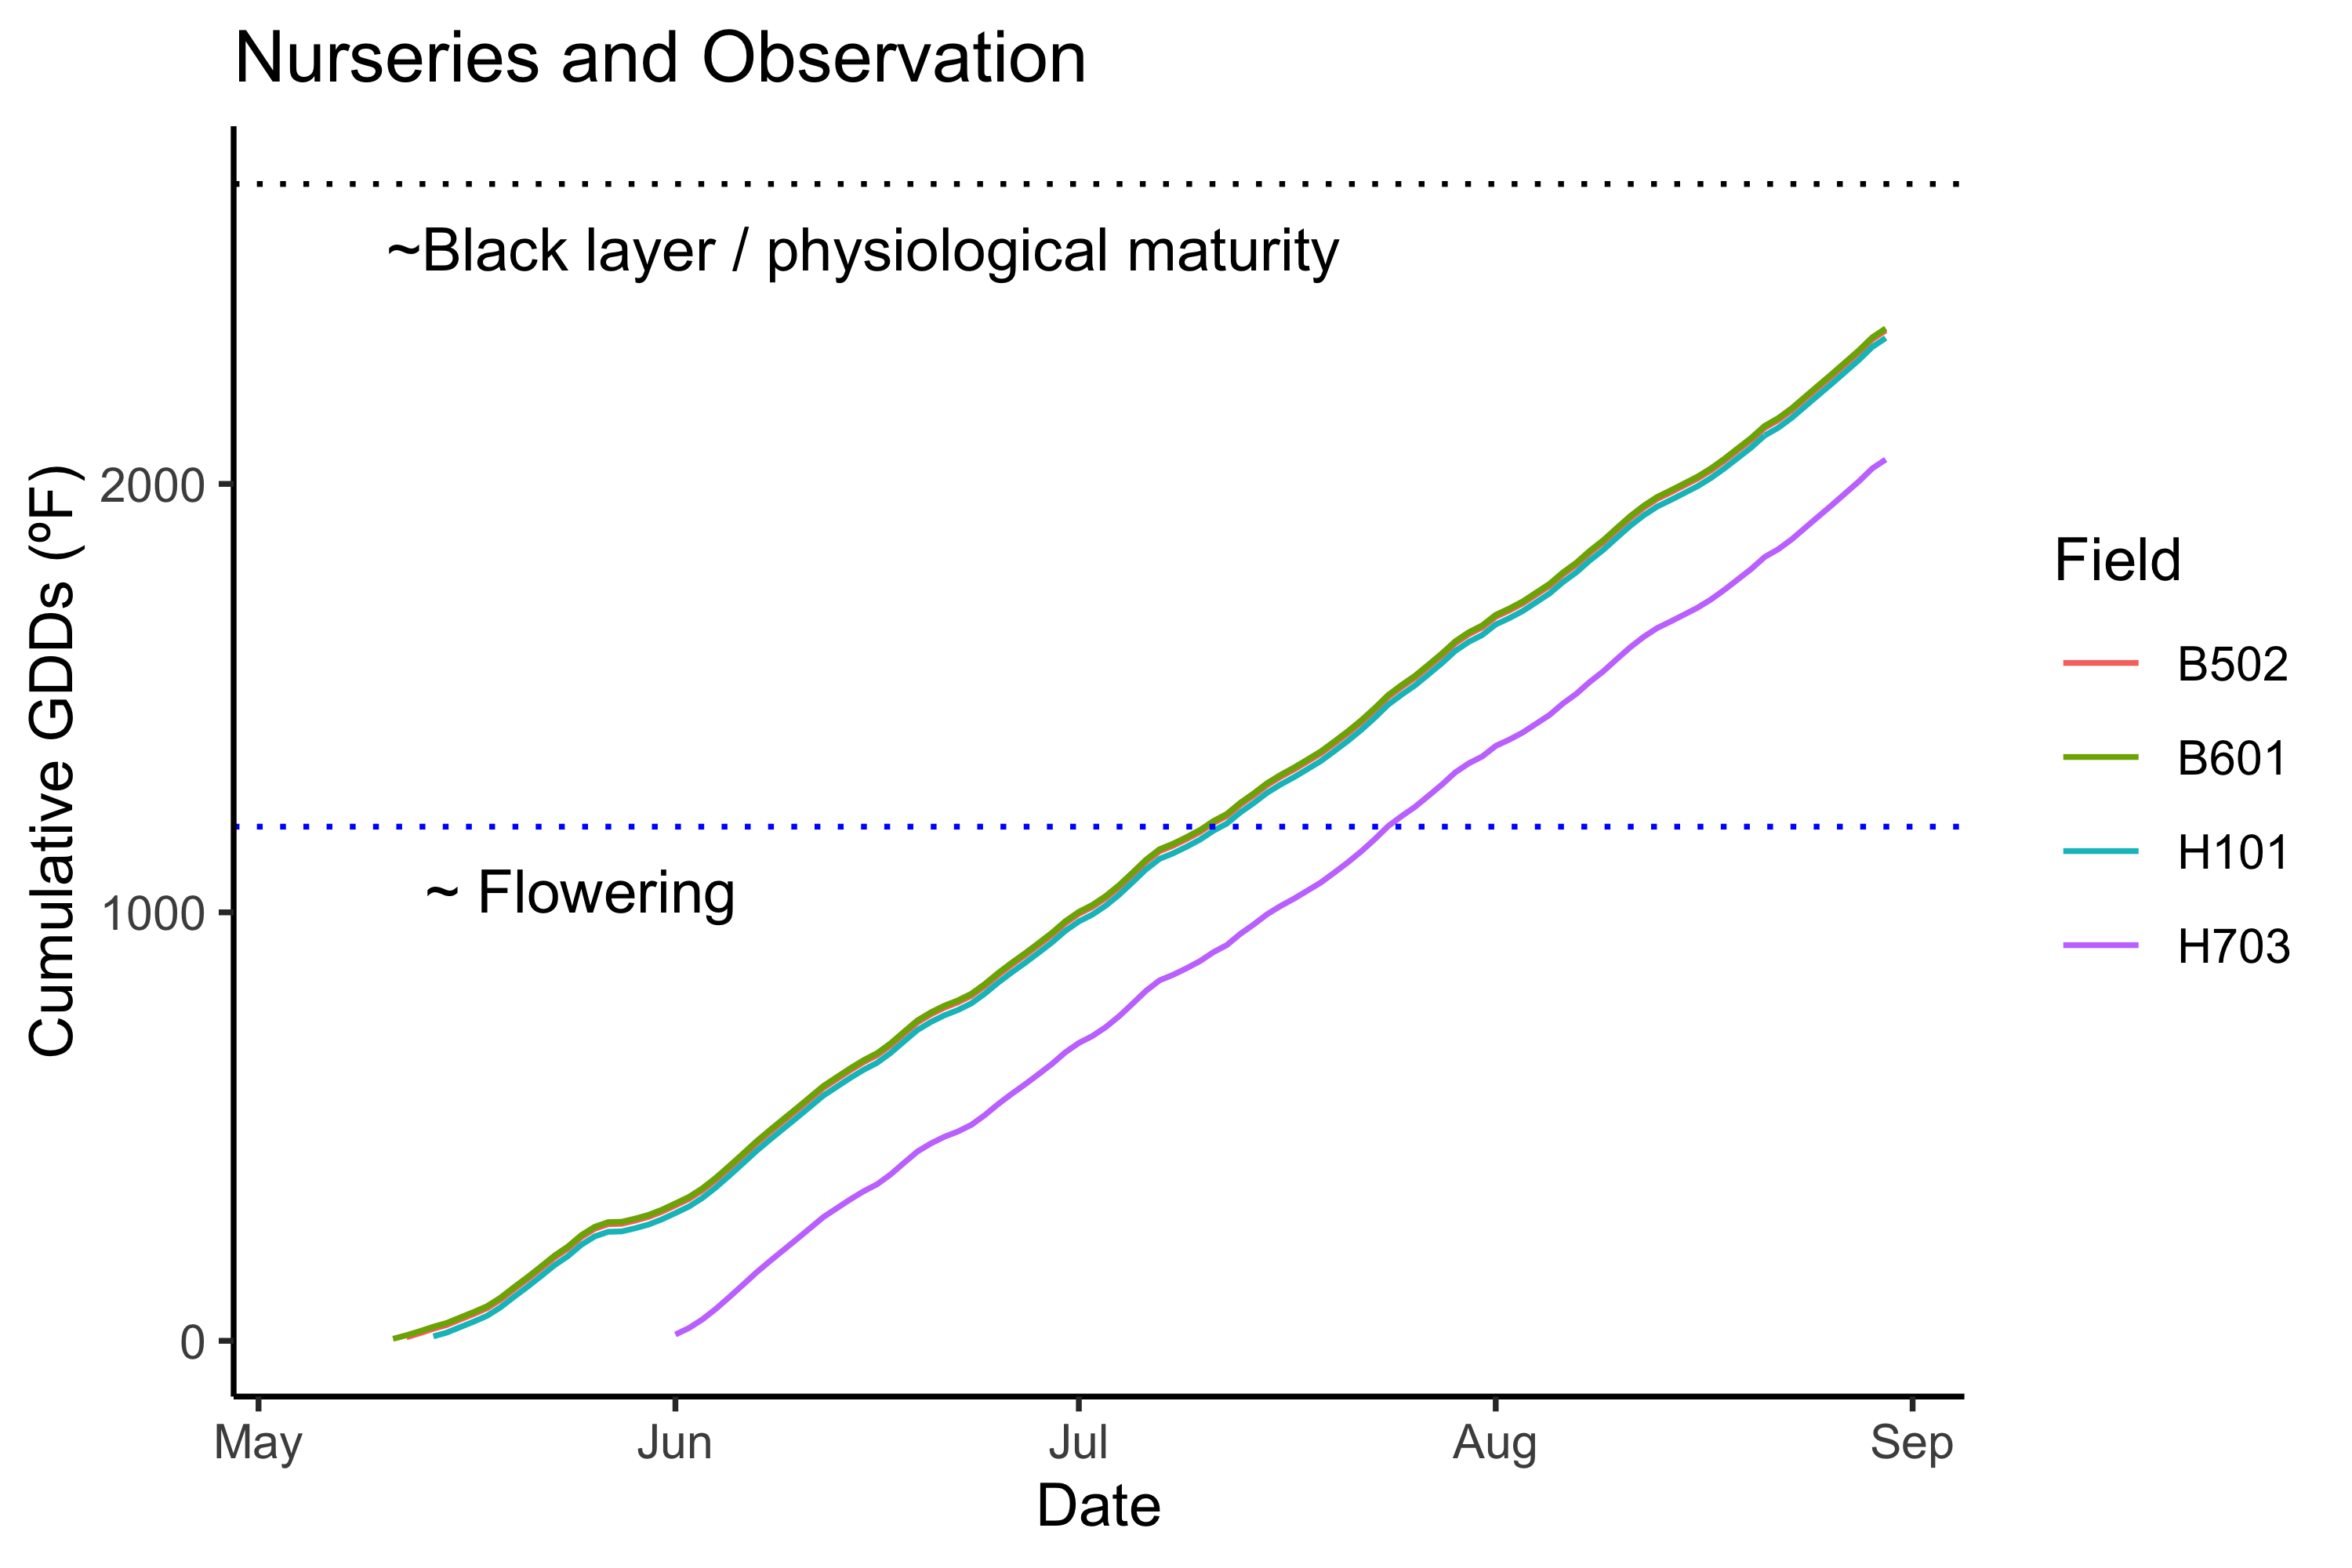 Nurseries and Observation
~Black layer / physiological maturity
~ Flowering
Cumulative GDDs (ºF)
2000
1000
0
May Jun Jul Aug Sep
Date
Field
B502
B601
H101
H703